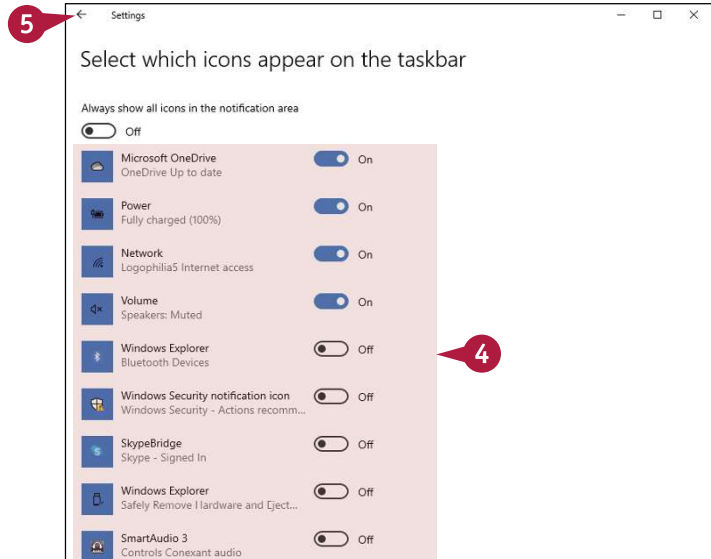 5
Settings
Select which icons appear on the taskbar
Always show all icons in the notification area
Off
Microsoft OneDrive
On
OneDrive Up to date
Power
On
Fully charged (100%)
Network
On
Logophilia5 Internet access
Volume
On
Speakers: Muted
Windows Explorer
Off
Bluetooth Devices
4
Windows Security notification icon
Off
Windows Security - Actions recomm...
SkypeBridge
Off
Skype - Signed In
Windows Explorer
Off
Safely Remove Hardware and Eject...
SmartAudio 3
Off
Controls Conexant audio